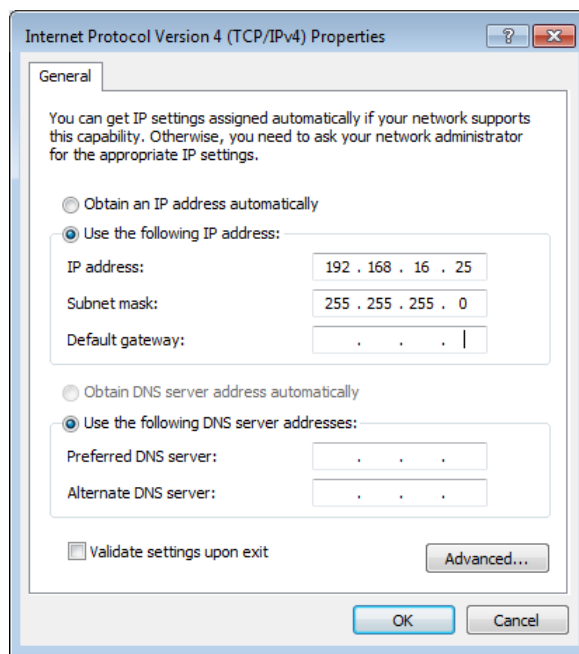 Internet Protocol Version 4 (TCP/IPv4) Properties
General
You can get IP settings assigned automatically if your network supports
this capability. Otherwise, you need to ask your network administrator
for the appropriate IP settings.
Obtain an IP address automatically
Use the following IP address:
IP address: 192 . 168 . 16 . 25
Subnet mask: 255 . 255 . 255 . 0
Default gateway: . . .
Obtain DNS server address automatically
Use the following DNS server addresses:
Preferred DNS server: . . .
Alternate DNS server: . . .
Validate settings upon exit
Advanced...
OK Cancel